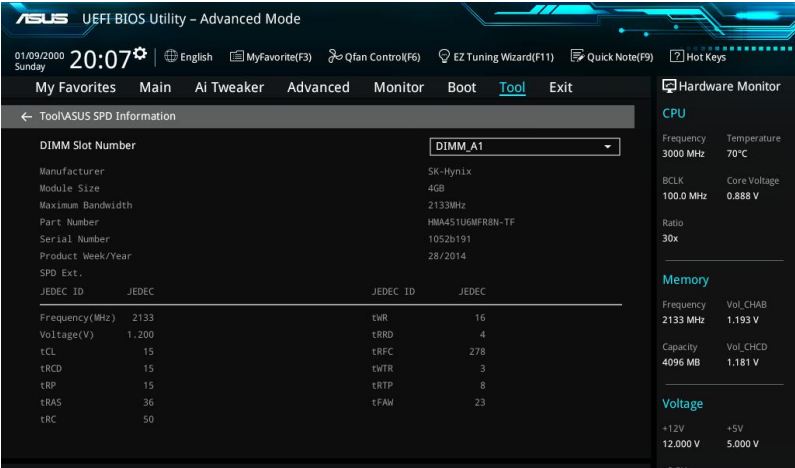 ASUS UEFI BIOS Utility – Advanced Mode
01/09/2000
Sunday
20:07
English
MyFavorite(F3)
Qfan Control(F6)
EZ Tuning Wizard(F11)
Quick Note(F9)
? Hot Keys
My Favorites Main Ai Tweaker Advanced Monitor Boot Tool Exit
← Tool\ASUS SPD Information
DIMM Slot Number DIMM_A1
Manufacturer SK-Hynix
Module Size 4GB
Maximum Bandwidth 2133MHz
Part Number HMA451U6MFR8N-TF
Serial Number 1052b191
Product Week/Year 28/2014
SPD Ext.
JEDEC ID JEDEC JEDEC ID JEDEC
Frequency(MHz) 2133 tWR 16
Voltage(V) 1.200 tRRD 4
tCL 15 tRFC 278
tRCD 15 tWTR 3
tRP 15 tRTP 8
tRAS 36 tFAW 23
tRC 50
Hardware Monitor
CPU
Frequency Temperature
3000 MHz 70°C
BCLK Core Voltage
100.0 MHz 0.888 V
Ratio
30x
Memory
Frequency Vol_CHAB
2133 MHz 1.193 V
Capacity Vol_CHCD
4096 MB 1.181 V
Voltage
+12V +5V
12.000 V 5.000 V